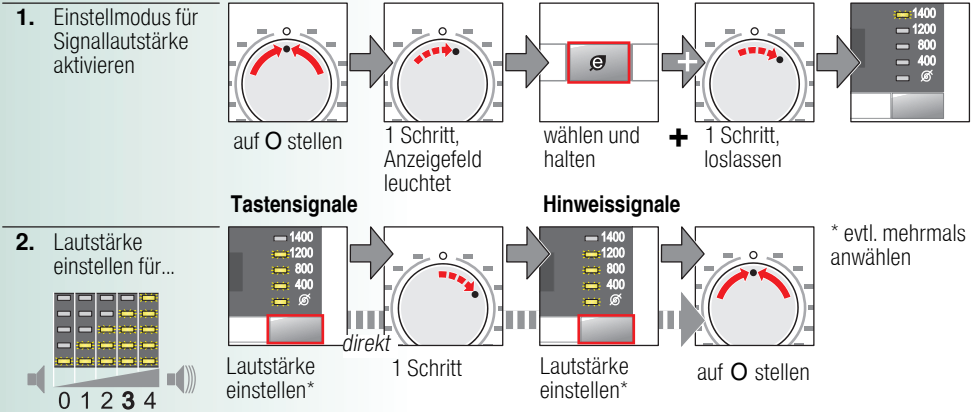 1. Einstellmodus für
Signallautstärke
aktivieren
auf O stellen
1 Schritt,
Anzeigefeld
leuchtet
e
wählen und
halten
+
+ 1 Schritt,
loslassen
1400
1200
800
400
Tastensignale
Hinweissignale
2. Lautstärke
einstellen für...
0 1 2 3 4
1400
1200
800
400
Lautstärke
einstellen*
direkt
1 Schritt
1400
1200
800
400
Lautstärke
einstellen*
auf O stellen
* evtl. mehrmals
anwählen